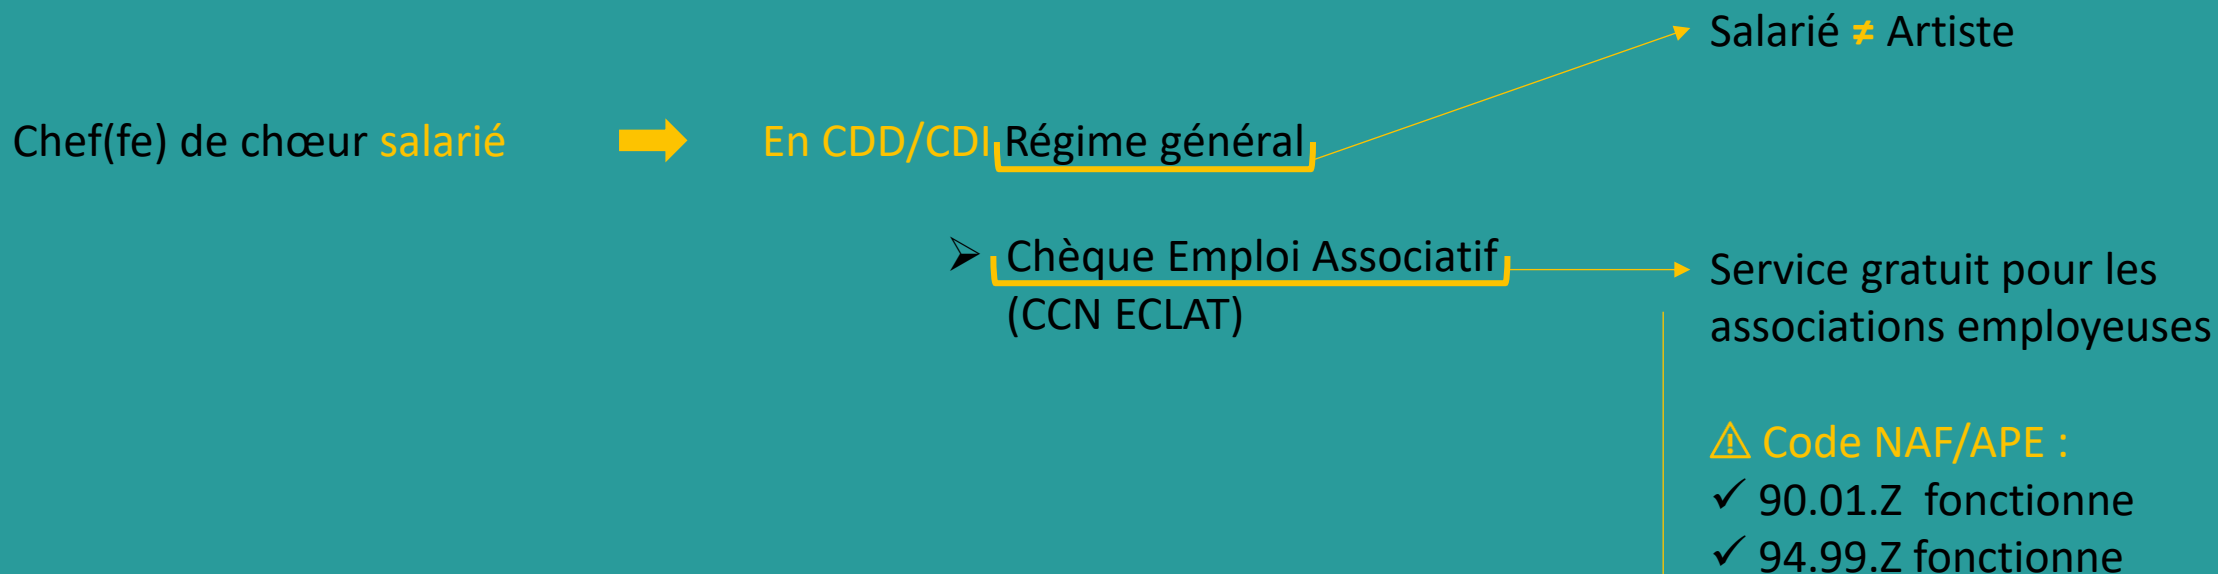 Salarié ≠ Artiste
Chef(fe) de chœur salarié
En CDD/CDI Régime général
Chèque Emploi Associatif
(CCN ECLAT)
Service gratuit pour les
associations employeuses
⚠ Code NAF/APE :
✓ 90.01.Z fonctionne
✓ 94.99.Z fonctionne